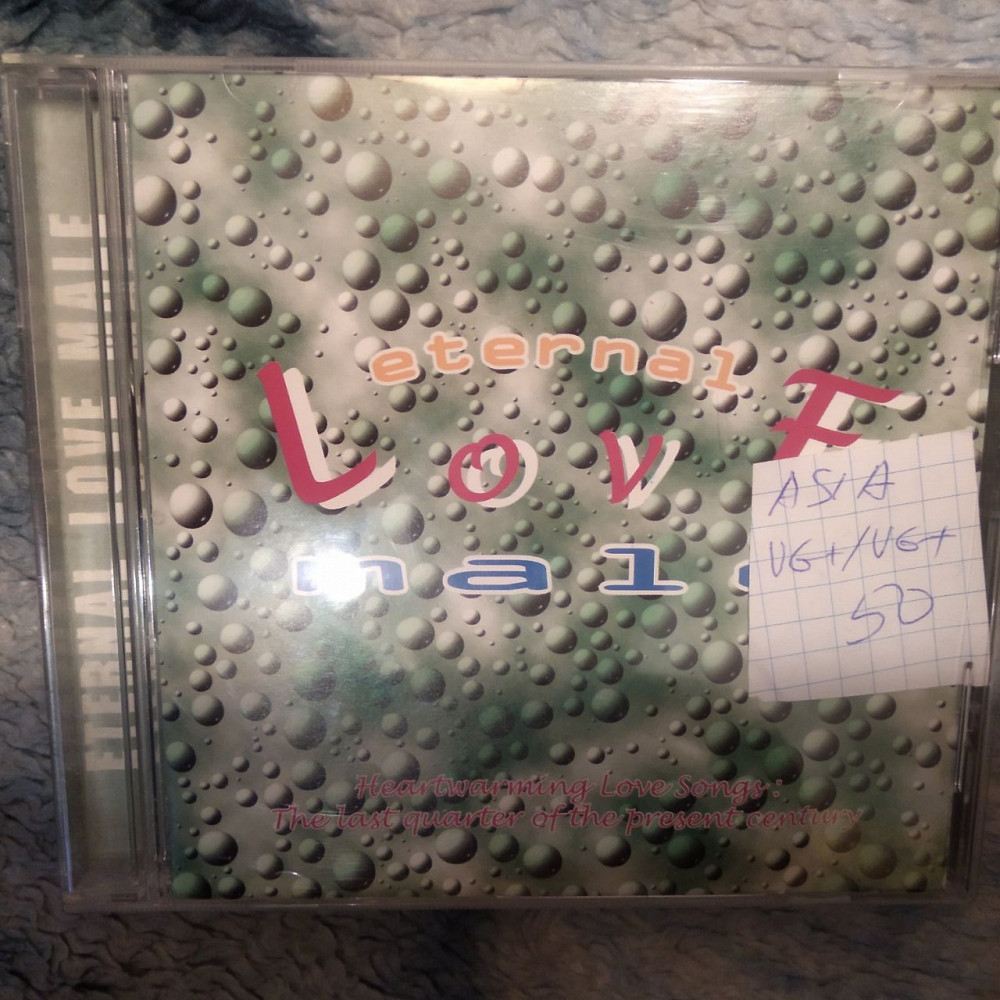 ETERNAL LOVE MALE
eternal
LOVE
mal
ASIA
VG+/VG+
50
Heartwarming Love Songs :
The last quarter of the present century